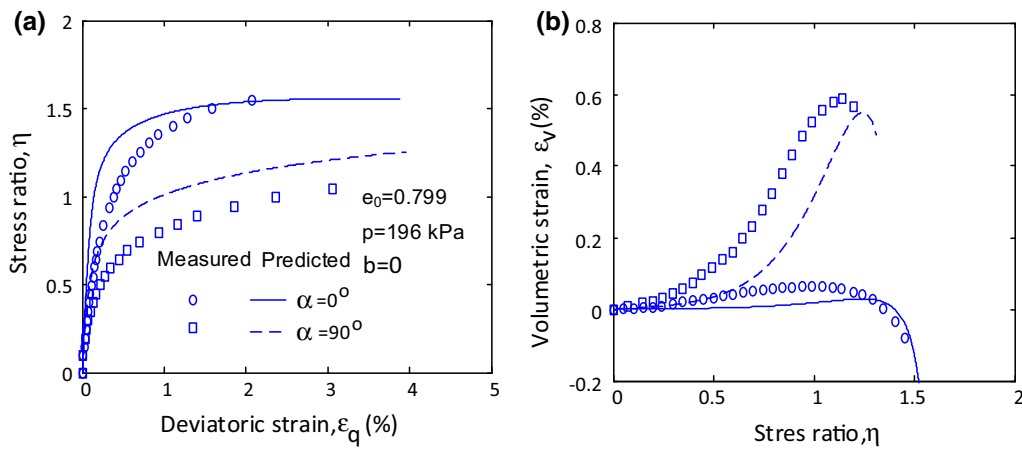 (a)
2
1.5
1
0.5
0
0 1 2 3 4 5
Stress ratio,η
Deviatoric strain,εq (%)
e0=0.799
p=196 kPa
b=0
Measured Predicted
α=0o
α=90o
(b)
0.8
0.6
0.4
0.2
0.0
-0.2
0 0.5 1 1.5 2
Volumetric strain, εv(%)
Stres ratio,η